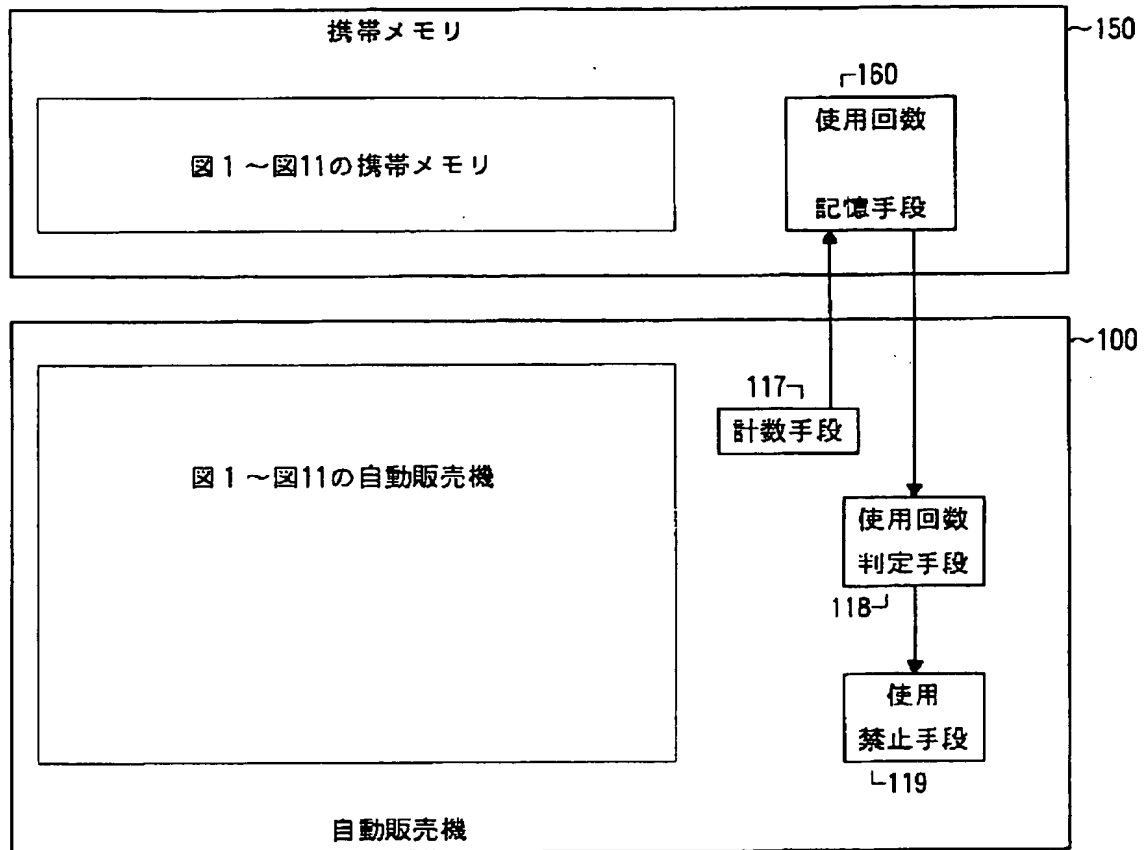 携帯メモリ
~150
160
使用回数
記憶手段
図1~図11の携帯メモリ
~100
117
計数手段
図1~図11の自動販売機
使用回数
判定手段
118
使用
禁止手段
119
自動販売機